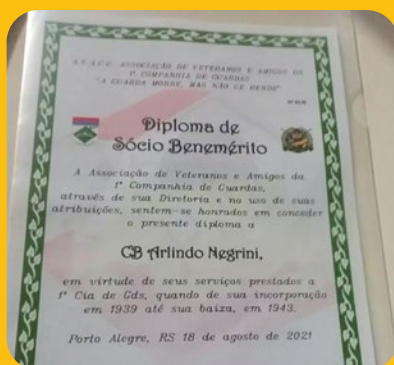 A.V.A.C.G. ASSOCIAÇÃO DE VETERANOS E AMIGOS DA
1ª COMPANHIA DE GUARDAS
"A GUARDA MORRE, MAS NÃO SE RENDE"
Diploma de
Sócio Benemérito
A Associação de Veteranos e Amigos da
1ª Companhia de Guardas,
através de sua Diretoria e no uso de suas
atribuições, sentem-se honrados em conceder
o presente diploma a
CB Arlindo Negrini,
em virtude de seus serviços prestados a
1ª Cia de Gds, quando de sua incorporação
em 1939 até sua baixa, em 1943.
Porto Alegre, RS 18 de agosto de 2021